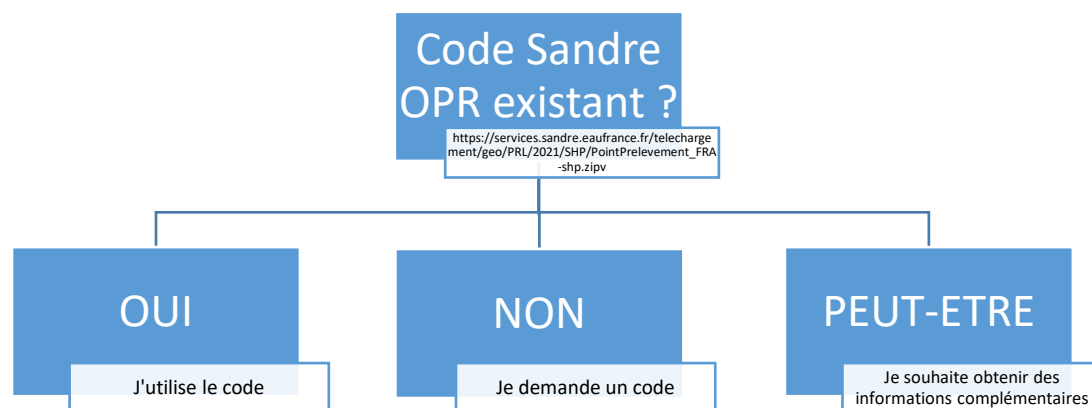 Code Sandre
OPR existant ?
https://services.sandre.eaufrance.fr/telecharge
ment/geo/PRL/2021/SHP/PointPrelevement_FRA
-shp.zipv
OUI
J'utilise le code
NON
Je demande un code
PEUT-ETRE
Je souhaite obtenir des
informations complémentaires